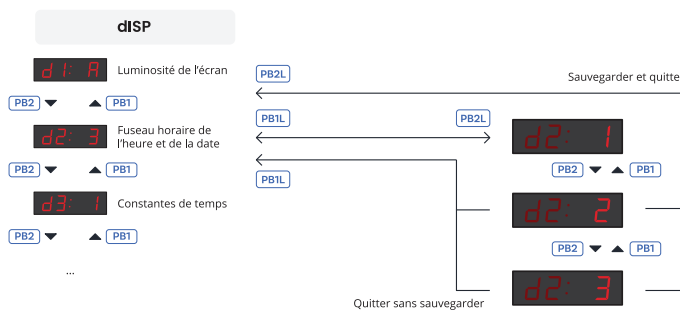 dISP
d1: A
Luminosité de l'écran
PB2L
Sauvegarder et quitte
PB2
PB1
PB1L
PB2L
d2: 3
Fuseau horaire de
l'heure et de la date
d2: 1
PB2
PB1
PB2
PB1
PB1L
d3: 1
Constantes de temps
d2: 2
PB2
PB1
PB2
PB1
...
d2: 3
Quitter sans sauvegarder